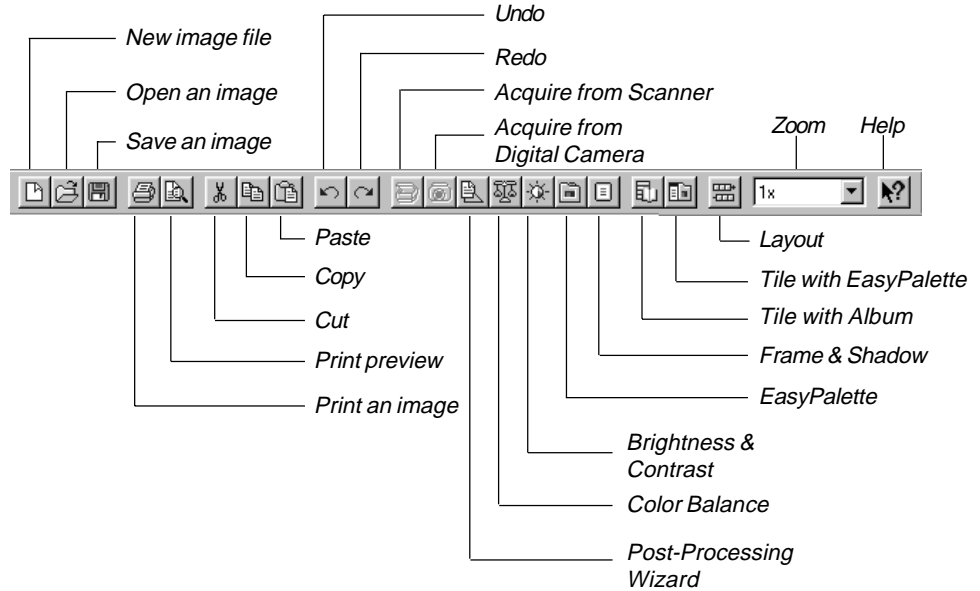 Undo
New image file
Redo
Open an image
Acquire from Scanner
Acquire from
Digital Camera
Zoom
Help
Save an image
1x
Paste
Layout
Copy
Tile with EasyPalette
Cut
Tile with Album
Print preview
Frame & Shadow
Print an image
EasyPalette
Brightness &
Contrast
Color Balance
Post-Processing
Wizard